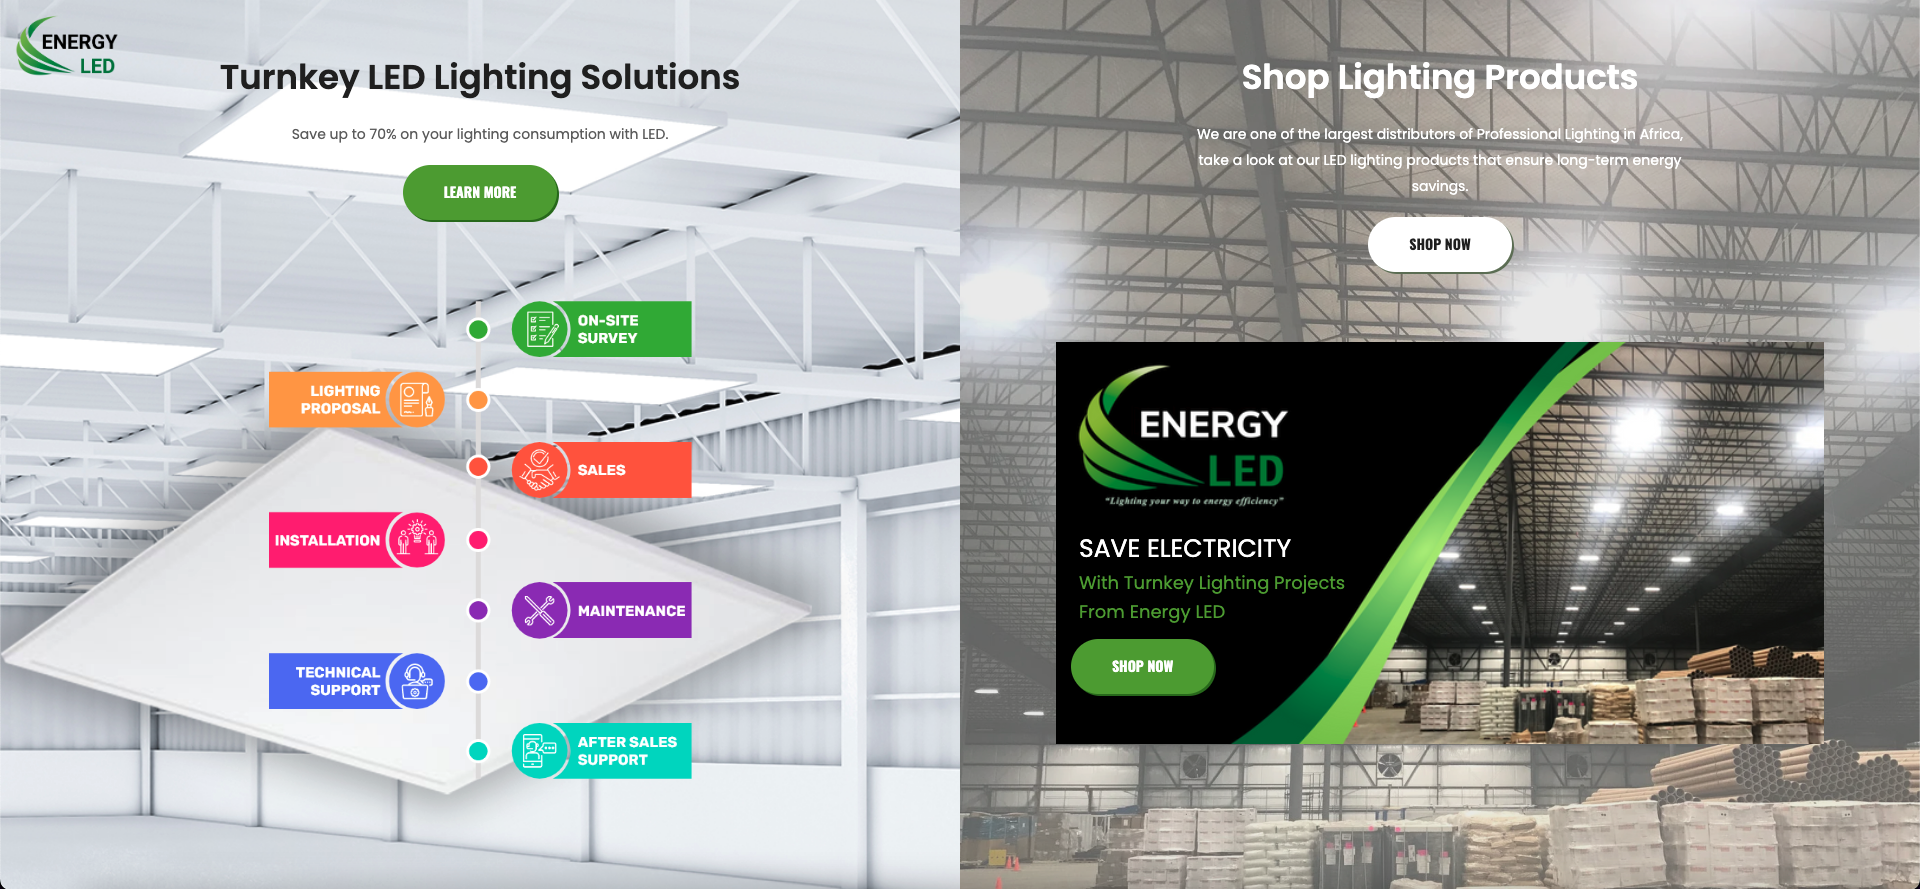 ENERGY
LED
Turnkey LED Lighting Solutions
Save up to 70% on your lighting consumption with LED.
LEARN MORE
ON-SITE
SURVEY
LIGHTING
PROPOSAL
SALES
INSTALLATION
MAINTENANCE
TECHNICAL
SUPPORT
AFTER SALES
SUPPORT
Shop Lighting Products
We are one of the largest distributors of Professional Lighting in Africa,
take a look at our LED lighting products that ensure long-term energy
savings.
SHOP NOW
ENERGY
LED
"Lighting your way to energy efficiency"
SAVE ELECTRICITY
With Turnkey Lighting Projects
From Energy LED
SHOP NOW